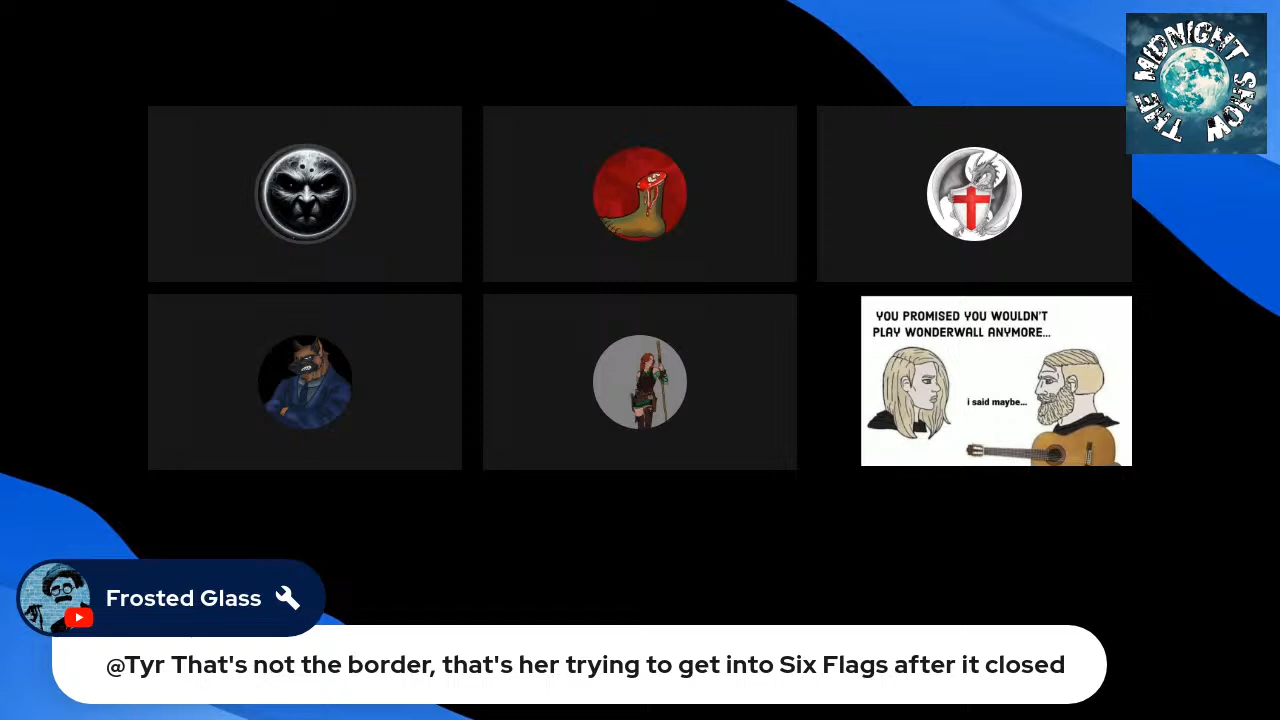 THE MIDNIGHT SHOW
YOU PROMISED YOU WOULDN'T
PLAY WONDERWALL ANYMORE...
i said maybe...
Frosted Glass
@Tyr That's not the border, that's her trying to get into Six Flags after it closed